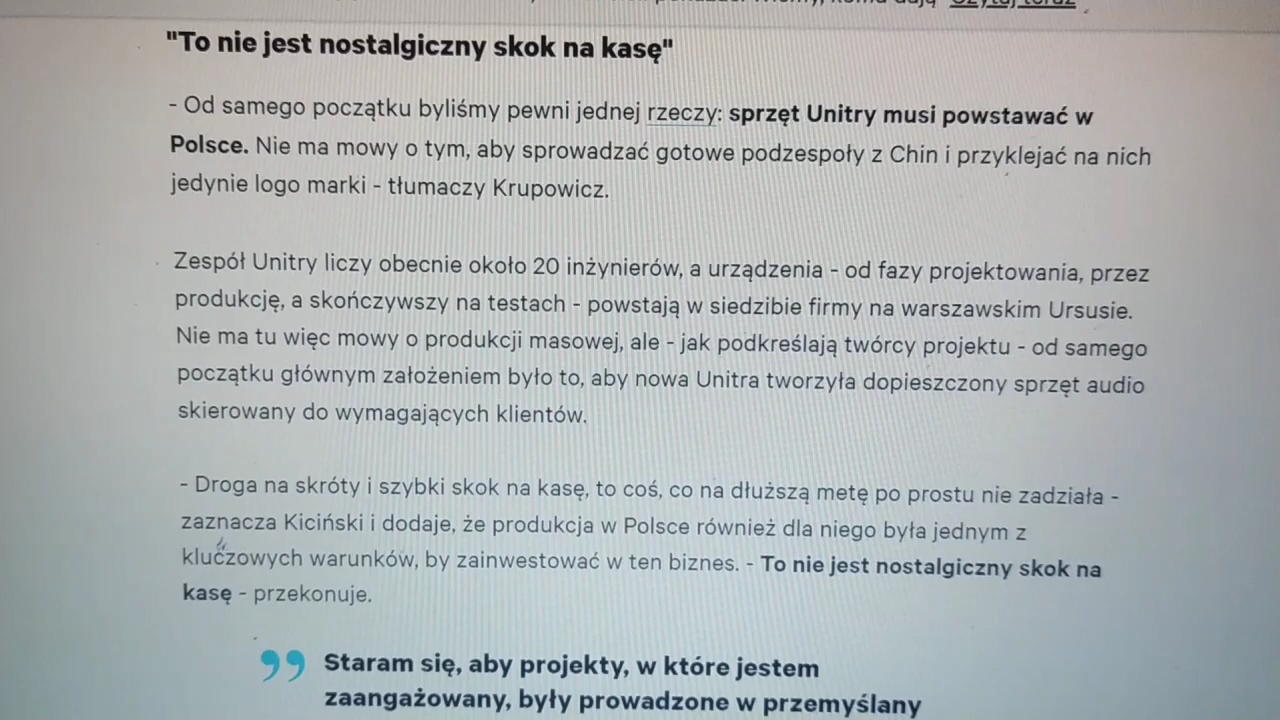 "To nie jest nostalgiczny skok na kasę"
- Od samego początku byliśmy pewni jednej rzeczy: sprzęt Unitry musi powstawać w
Polsce. Nie ma mowy o tym, aby sprowadzać gotowe podzespoły z Chin i przyklejać na nich
jedynie logo marki - tłumaczy Krupowicz.
Zespół Unitry liczy obecnie około 20 inżynierów, a urządzenia - od fazy projektowania, przez
produkcję, a skończywszy na testach - powstają w siedzibie firmy na warszawskim Ursusie.
Nie ma tu więc mowy o produkcji masowej, ale - jak podkreślają twórcy projektu - od samego
początku głównym założeniem było to, aby nowa Unitra tworzyła dopieszczony sprzęt audio
skierowany do wymagających klientów.
- Droga na skróty i szybki skok na kasę, to coś, co na dłuższą metę po prostu nie zadziała -
zaznacza Kiciński i dodaje, że produkcja w Polsce również dla niego była jednym z
kluczowych warunków, by zainwestować w ten biznes. - To nie jest nostalgiczny skok na
kasę - przekonuje.
Staram się, aby projekty, w które jestem
zaangażowany, były prowadzone w przemyślany